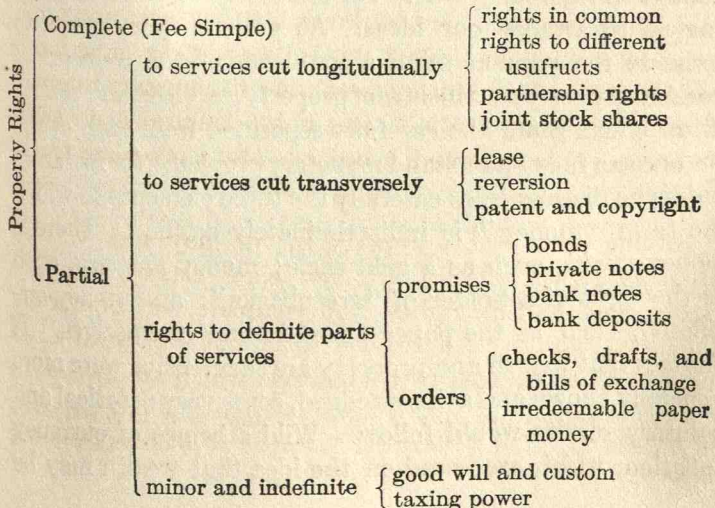 Property Rights
Complete (Fee Simple)
Partial
to services cut longitudinally
rights in common
rights to different
usufructs
partnership rights
joint stock shares
to services cut transversely
lease
reversion
patent and copyright
rights to definite parts
of services
promises
bonds
private notes
bank notes
bank deposits
orders
checks, drafts, and
bills of exchange
irredeemable paper
money
minor and indefinite
good will and custom
taxing power